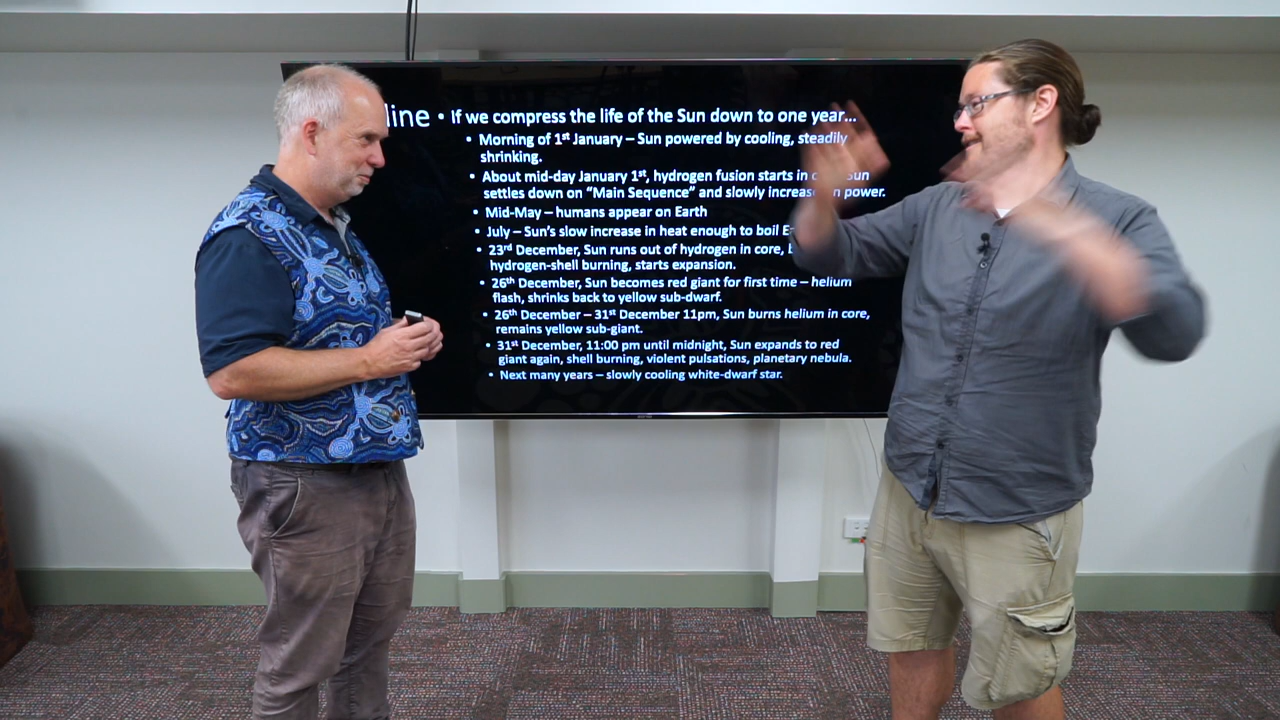 line • If we compress the life of the Sun down to one year...
• Morning of 1st January – Sun powered by cooling, steadily
shrinking.
• About mid-day January 1st, hydrogen fusion starts in Sun
settles down on "Main Sequence" and slowly in power.
• Mid-May – humans appear on Earth
• July – Sun's slow increase in heat enough to boil
• 23rd December, Sun runs out of hydrogen in core,
hydrogen-shell burning, starts expansion.
• 26th December, Sun becomes red giant for first time – helium
flash, shrinks back to yellow sub-dwarf.
• 26th December – 31st December 11pm, Sun burns helium in core,
remains yellow sub-giant.
• 31st December, 11:00 pm until midnight, Sun expands to red
giant again, shell burning, violent pulsations, planetary nebula.
• Next many years – slowly cooling white-dwarf star.